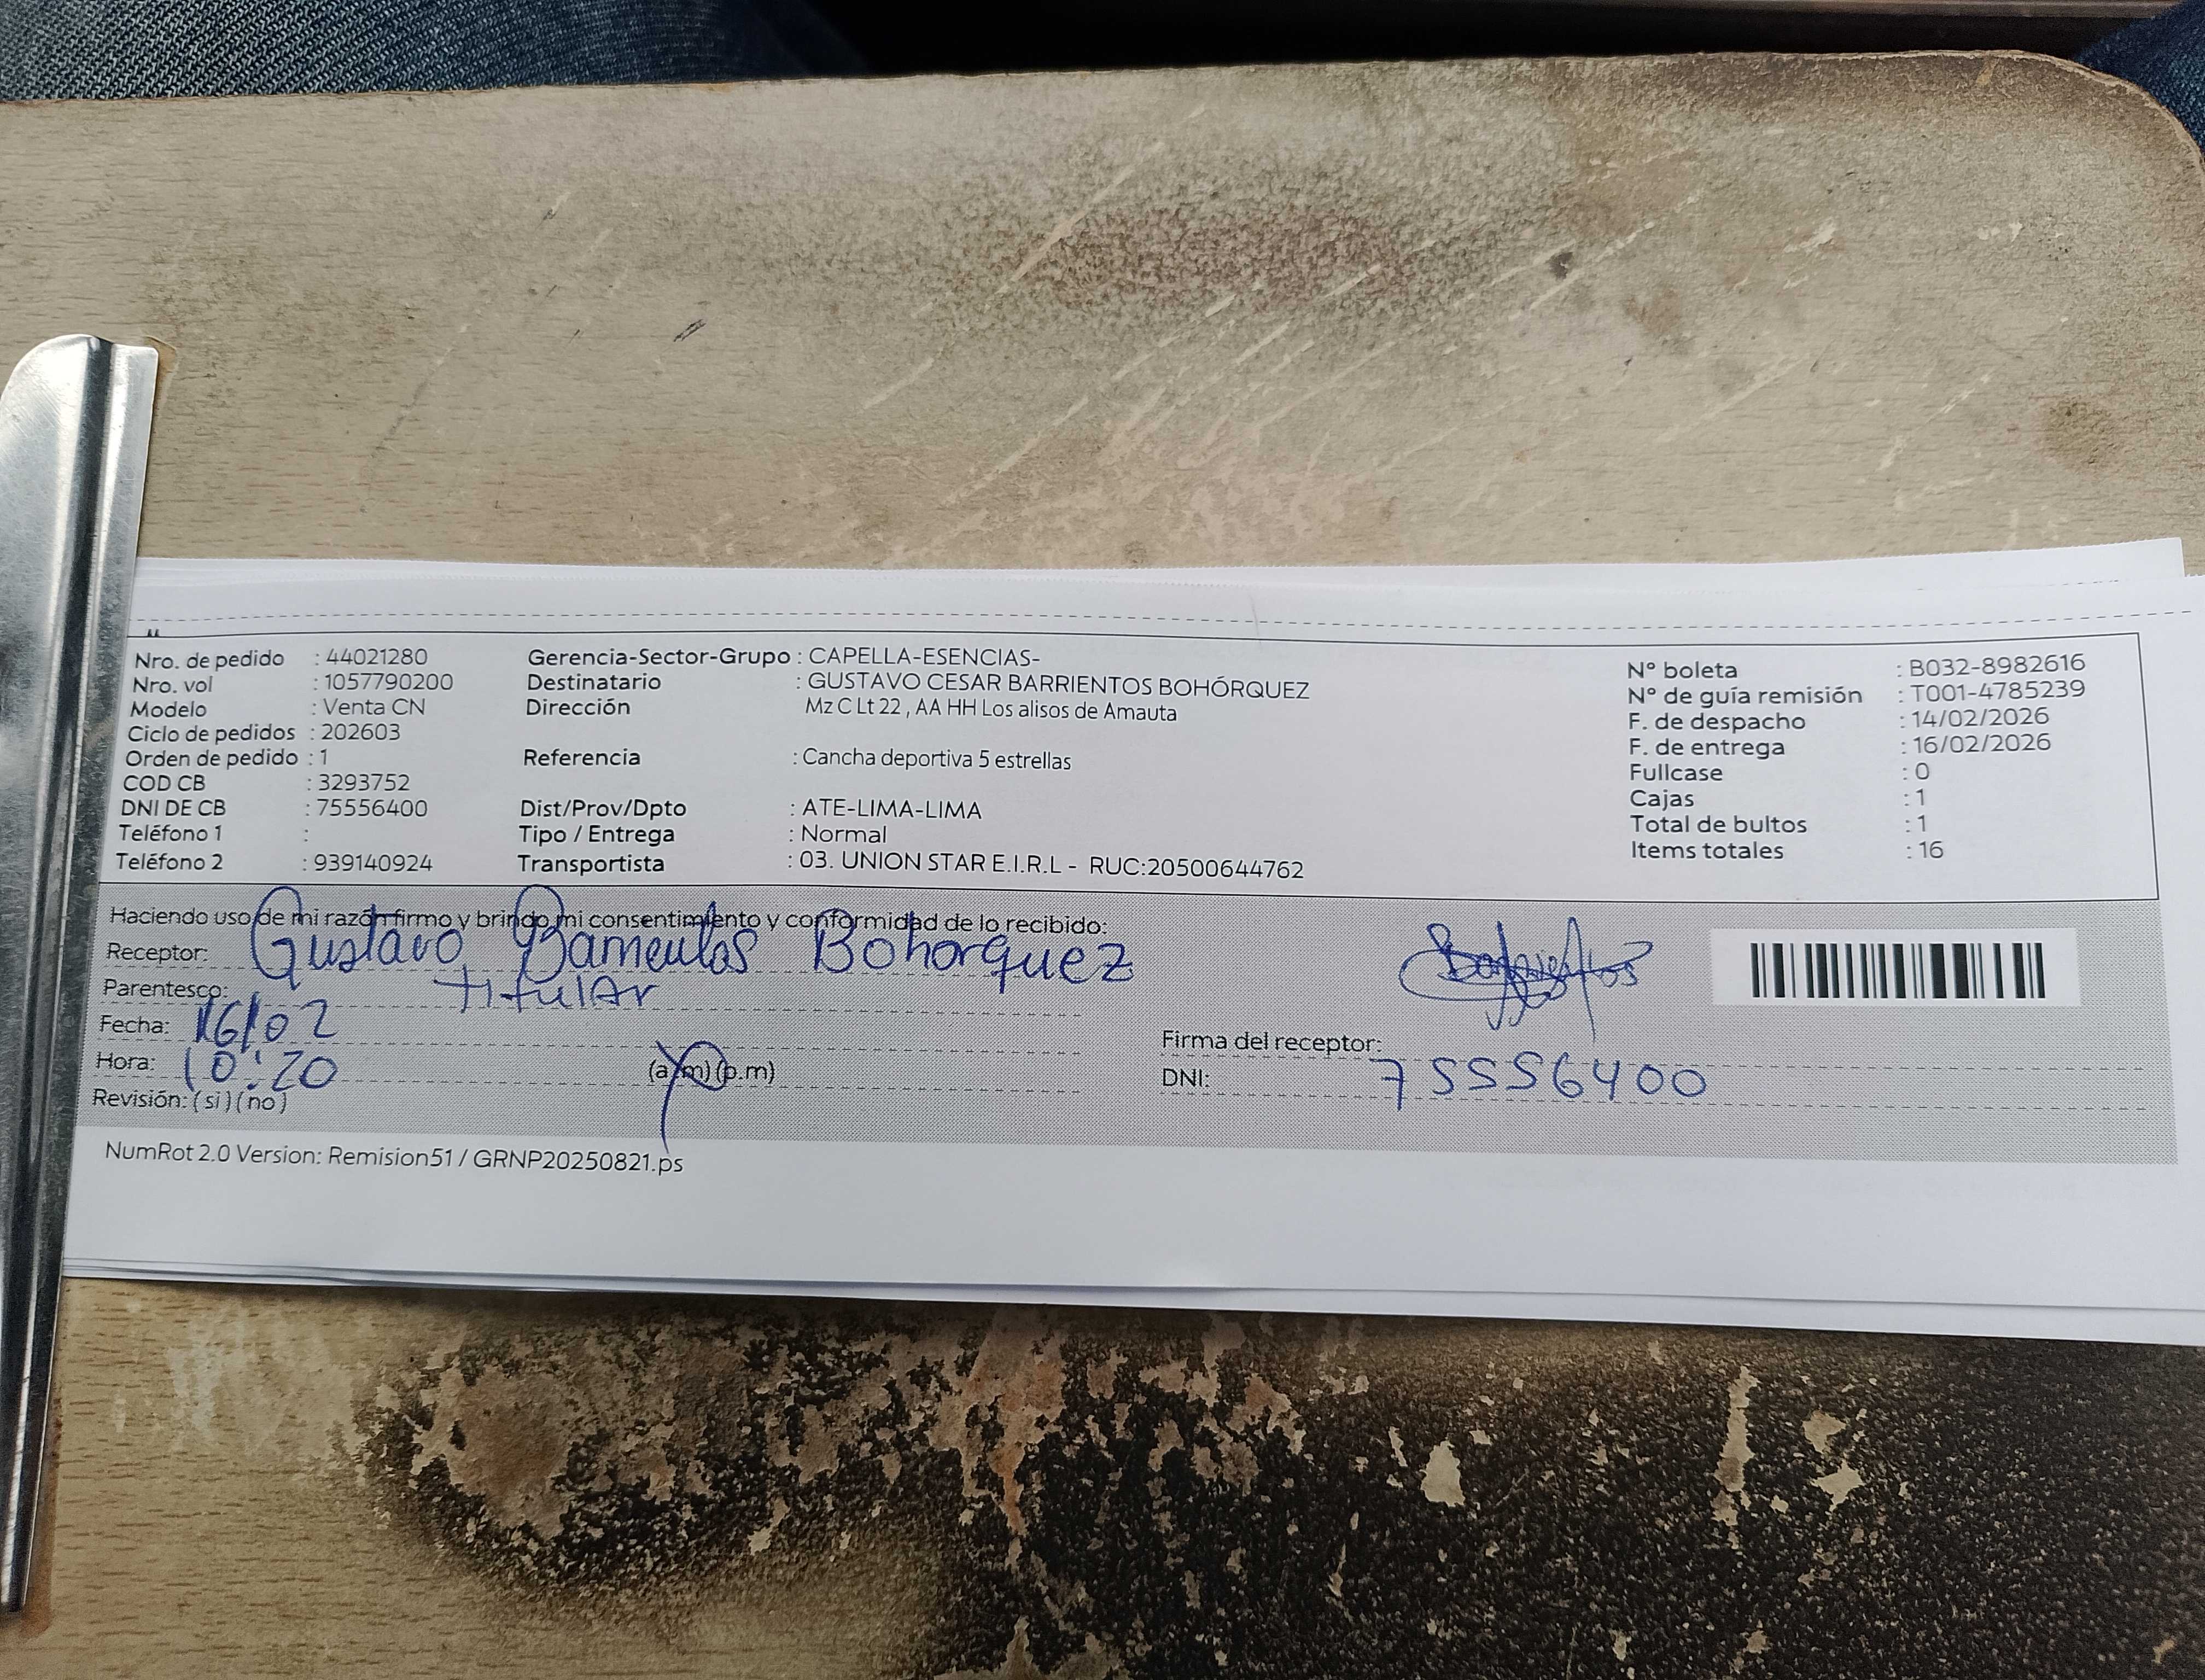 Nro. de pedido : 44021280 Gerencia-Sector-Grupo : CAPELLA-ESENCIAS- N° boleta : B032-8982616
Nro. vol : 1057790200 Destinatario : GUSTAVO CESAR BARRIENTOS BOHÓRQUEZ N° de guía remisión : T001-4785239
Modelo : Venta CN Dirección Mz C Lt 22 , AA HH Los alisos de Amauta F. de despacho : 14/02/2026
Ciclo de pedidos : 202603 F. de entrega : 16/02/2026
Orden de pedido : 1 Referencia : Cancha deportiva 5 estrellas Fullcase : 0
COD CB : 3293752 Cajas : 1
DNI DE CB : 75556400 Dist/Prov/Dpto : ATE-LIMA-LIMA Total de bultos : 1
Teléfono 1 : Tipo / Entrega : Normal Items totales : 16
Teléfono 2 : 939140924 Transportista : 03. UNION STAR E.I.R.L - RUC:20500644762
Haciendo uso de mi razón firmo y brindo mi consentimiento y conformidad de lo recibido:
Receptor: Gustavo Barrientos Bohorquez
Parentesco: Titular
Fecha: 16/02
Firma del receptor:
Hora: 10:20 (a.m) (p.m) DNI: 75556400
Revisión: (si) (no)
NumRot 2.0 Version: Remision51 / GRNP20250821.ps